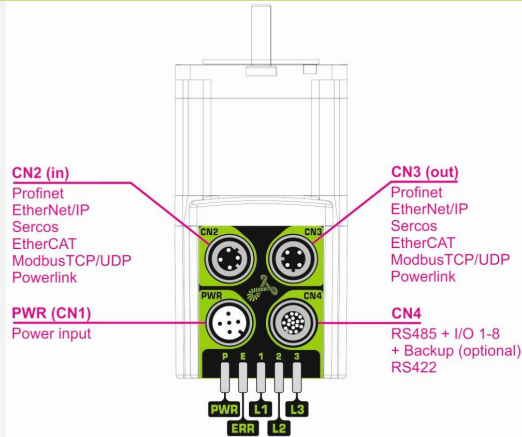 CN2 (in)
Profinet
EtherNet/IP
Sercos
EtherCAT
ModbusTCP/UDP
Powerlink
CN3 (out)
Profinet
EtherNet/IP
Sercos
EtherCAT
ModbusTCP/UDP
Powerlink
PWR (CN1)
Power input
CN4
RS485 + I/O 1-8
+ Backup (optional)
RS422
CN2
CN3
PWR
CN4
P E 1 2 3
PWR L1 L3
ERR L2